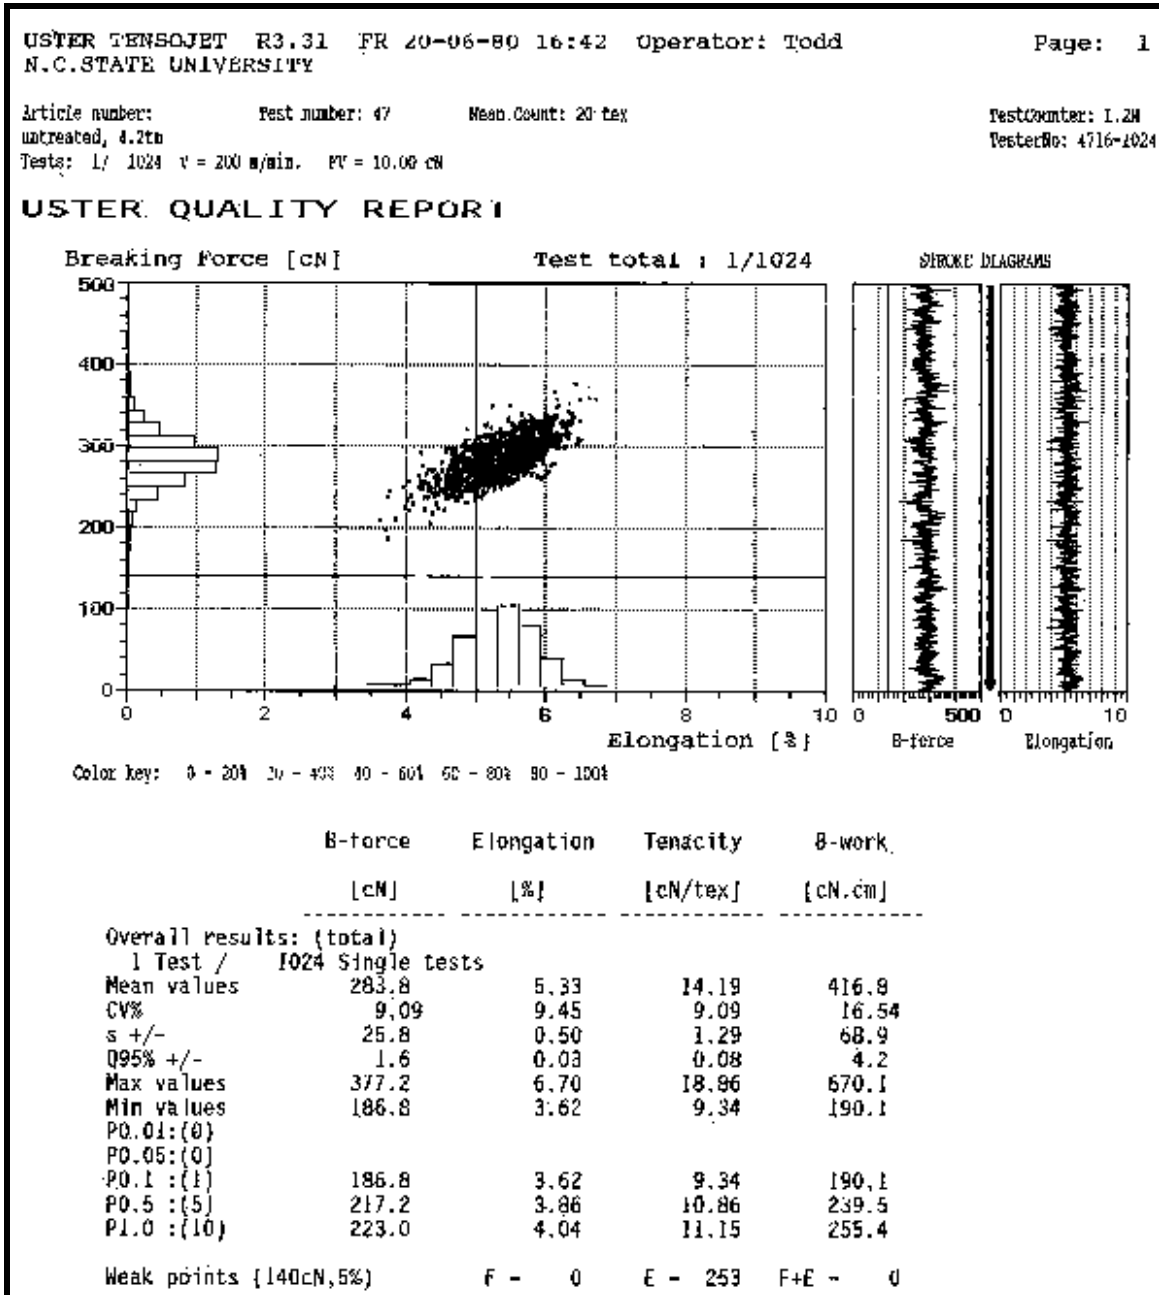 USTER TENSOJET R3.31 FR 20-06-80 16:42 Operator: Todd Page: 1
N.C.STATE UNIVERSITY
Article number: Test number: 47 Mean Count: 20 tex TestCounter: 1.2M
untreated, 4.2tm TesterNo: 4716-1024
Tests: 1/ 1024 V = 200 m/min. FV = 10.00 cN
USTER QUALITY REPORT
Breaking Force [cN] Test total : 1/1024 STROKE DIAGRAMS
500
400
300
200
100
0
0 2 4 6 8 10 0 500 0 10
Elongation [%] B-force Elongation
Color key: 0 - 20% 20 - 40% 40 - 60% 60 - 80% 80 - 100%
B-force Elongation Tenacity B-work
[cN] [%] [cN/tex] [cN.cm]
Overall results: (total)
1 Test / 1024 Single tests
Mean values 283.8 5.33 14.19 416.8
CV% 9.09 9.45 9.09 16.54
s +/- 25.8 0.50 1.29 68.9
Q95% +/- 1.6 0.03 0.08 4.2
Max values 377.2 6.70 18.86 670.1
Min values 186.8 3.62 9.34 190.1
P0.01:(0)
P0.05:(0)
P0.1 :(1) 186.8 3.62 9.34 190.1
P0.5 :(5) 217.2 3.86 10.86 239.5
P1.0 :(10) 223.0 4.04 11.15 255.4
Weak points (140cN,5%) F - 0 E - 253 F+E - 0